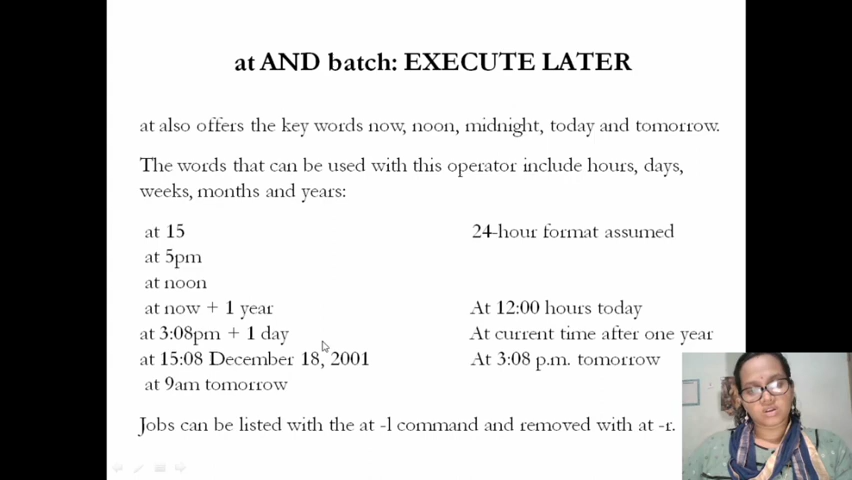 at AND batch: EXECUTE LATER
at also offers the key words now, noon, midnight, today and tomorrow.
The words that can be used with this operator include hours, days,
weeks, months and years:
at 15 24-hour format assumed
at 5pm
at noon
at now + 1 year At 12:00 hours today
at 3:08pm + 1 day At current time after one year
at 15:08 December 18, 2001 At 3:08 p.m. tomorrow
at 9am tomorrow
Jobs can be listed with the at -l command and removed with at -r.